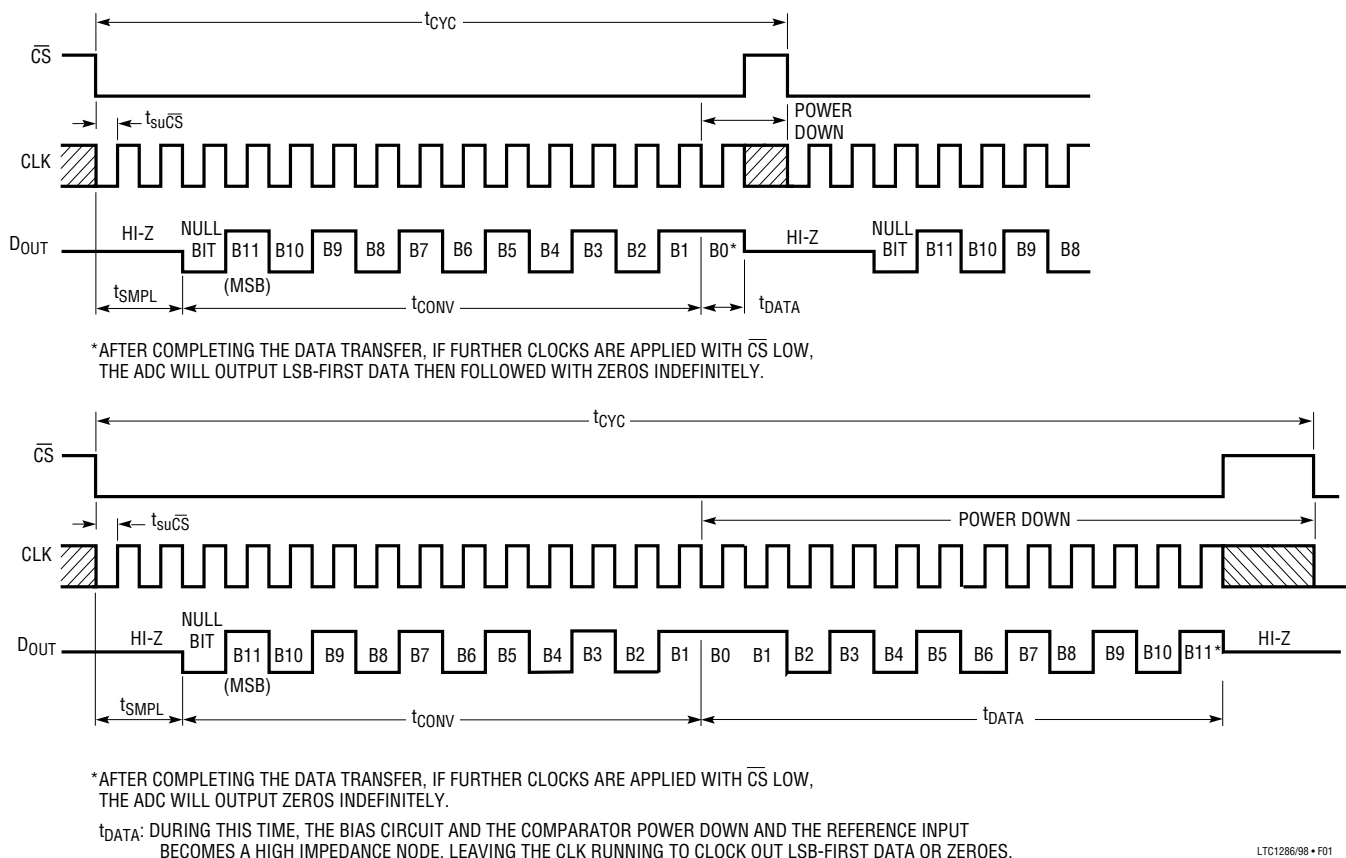 tCYC
CS
POWER
DOWN
tsuCS
CLK
DOUT HI-Z NULL BIT B11 B10 B9 B8 B7 B6 B5 B4 B3 B2 B1 B0* HI-Z NULL BIT B11 B10 B9 B8
(MSB)
tSMPL tCONV tDATA
*AFTER COMPLETING THE DATA TRANSFER, IF FURTHER CLOCKS ARE APPLIED WITH CS LOW,
THE ADC WILL OUTPUT LSB-FIRST DATA THEN FOLLOWED WITH ZEROS INDEFINITELY.
tCYC
CS
tsuCS
POWER DOWN
CLK
DOUT HI-Z NULL BIT B11 B10 B9 B8 B7 B6 B5 B4 B3 B2 B1 B0 B1 B2 B3 B4 B5 B6 B7 B8 B9 B10 B11* HI-Z
(MSB)
tSMPL tCONV tDATA
*AFTER COMPLETING THE DATA TRANSFER, IF FURTHER CLOCKS ARE APPLIED WITH CS LOW,
THE ADC WILL OUTPUT ZEROS INDEFINITELY.
tDATA: DURING THIS TIME, THE BIAS CIRCUIT AND THE COMPARATOR POWER DOWN AND THE REFERENCE INPUT
BECOMES A HIGH IMPEDANCE NODE, LEAVING THE CLK RUNNING TO CLOCK OUT LSB-FIRST DATA OR ZEROES.
LTC1286/98 • F01